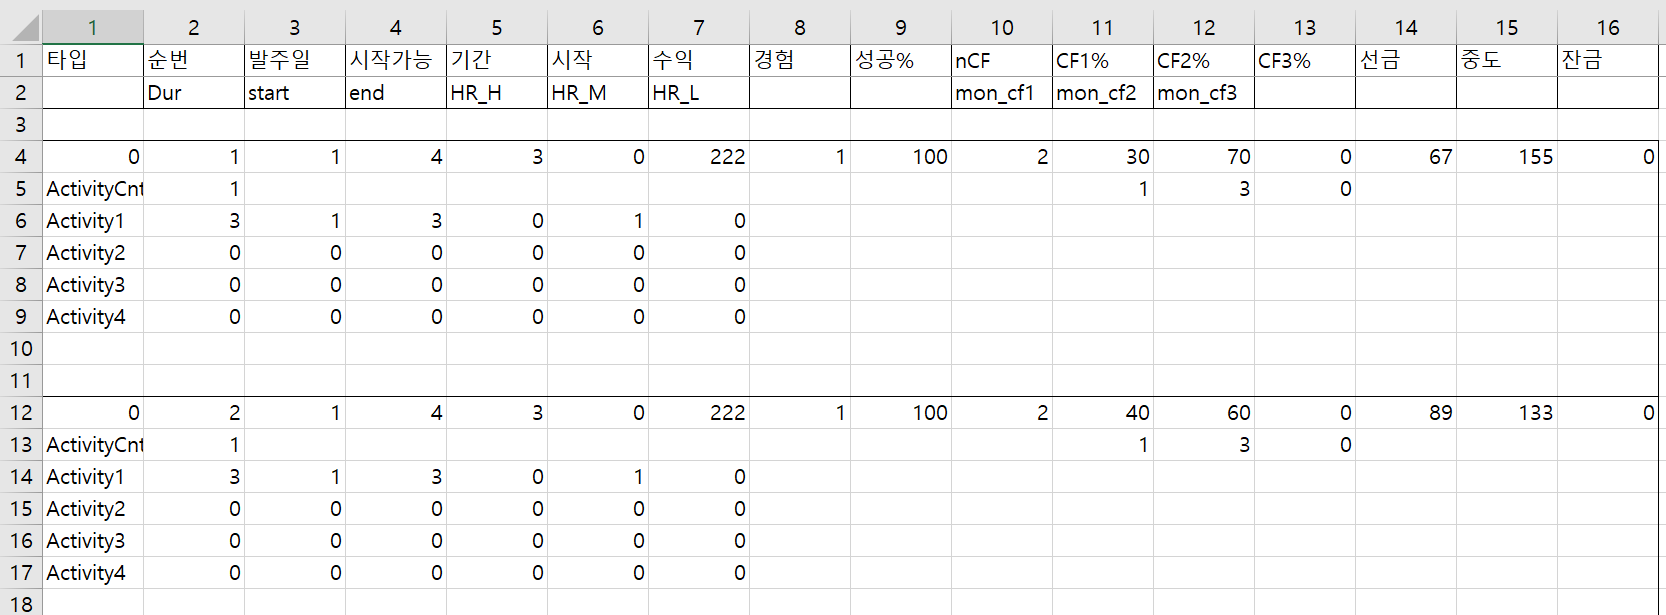 1 2 3 4 5 6 7 8 9 10 11 12 13 14 15 16
1 타입 순번 발주일 시작가능 기간 시작 수익 경험 성공% nCF CF1% CF2% CF3% 선금 중도 잔금
2 Dur start end HR_H HR_M HR_L mon_cf1 mon_cf2 mon_cf3
3
4 0 1 1 4 3 0 222 1 100 2 30 70 0 67 155 0
5 ActivityCnt 1 1 3 0
6 Activity1 3 1 3 0 1 0
7 Activity2 0 0 0 0 0 0
8 Activity3 0 0 0 0 0 0
9 Activity4 0 0 0 0 0 0
10
11
12 0 2 1 4 3 0 222 1 100 2 40 60 0 89 133 0
13 ActivityCnt 1 1 3 0
14 Activity1 3 1 3 0 1 0
15 Activity2 0 0 0 0 0 0
16 Activity3 0 0 0 0 0 0
17 Activity4 0 0 0 0 0 0
18